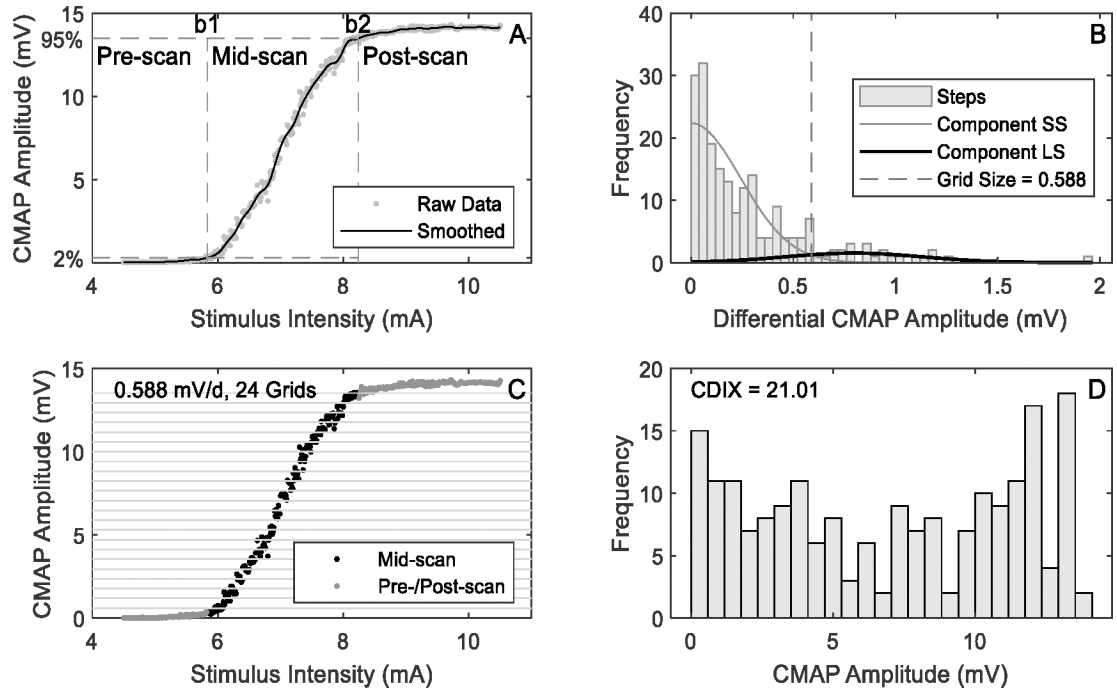 A
b1 b2
Pre-scan Mid-scan Post-scan
15
95%
10
5
2%
CMAP Amplitude (mV)
Raw Data
Smoothed
4 6 8 10
Stimulus Intensity (mA)
B
40
30
20
10
0
Frequency
Steps
Component SS
Component LS
Grid Size = 0.588
0 0.5 1 1.5 2
Differential CMAP Amplitude (mV)
C
0.588 mV/d, 24 Grids
15
10
5
0
CMAP Amplitude (mV)
Mid-scan
Pre-/Post-scan
4 6 8 10
Stimulus Intensity (mA)
D
CDIX = 21.01
20
15
10
5
0
Frequency
0 5 10
CMAP Amplitude (mV)